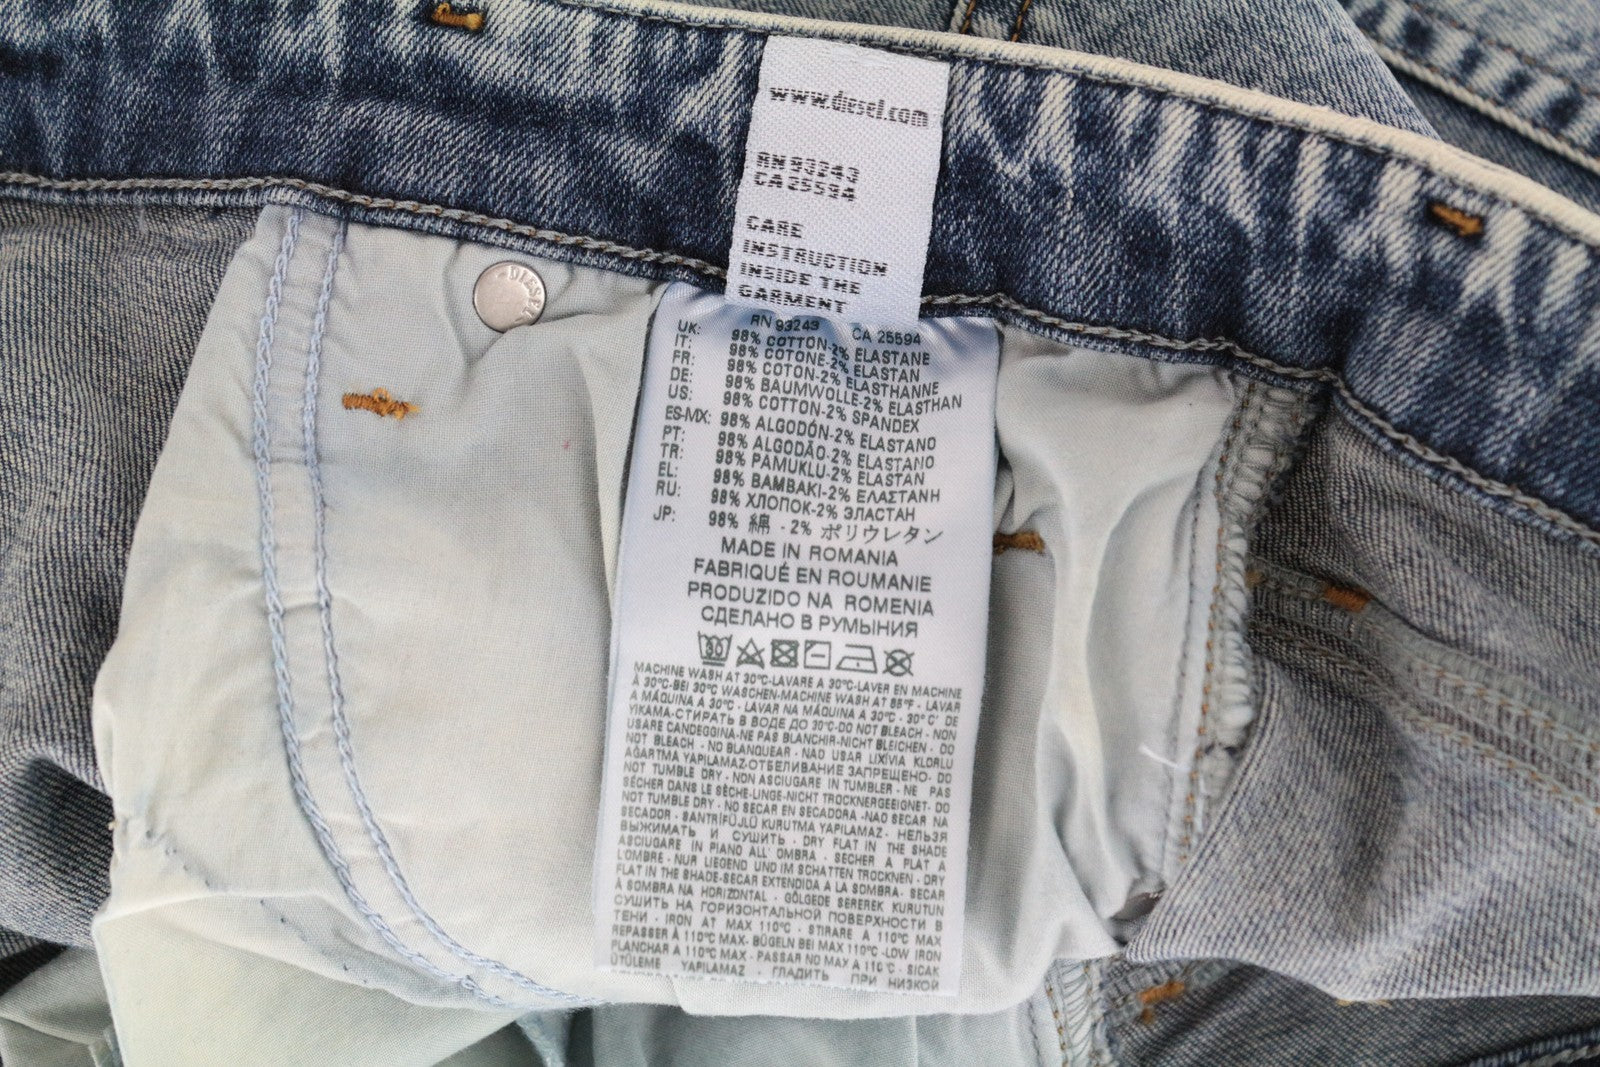 www.diesel.com
RN 93243
CA 25594
CARE
INSTRUCTION
INSIDE THE
GARMENT
DIESEL
RN 93243 CA 25594
UK: 98% COTTON-2% ELASTANE
IT: 98% COTONE-2% ELASTAN
FR: 98% COTON-2% ELASTHANNE
DE: 98% BAUMWOLLE-2% ELASTHAN
US: 98% COTTON-2% SPANDEX
ES-MX: 98% ALGODÓN-2% ELASTANO
PT: 98% ALGODÃO-2% ELASTANO
TR: 98% PAMUKLU-2% ELASTAN
EL: 98% ΒΑΜΒΑΚΙ-2% ΕΛΑΣΤΑΝΗ
RU: 98% ХЛОПОК-2% ЭЛАСТАН
JP: 98% 綿 - 2% ポリウレタン
MADE IN ROMANIA
FABRIQUÉ EN ROUMANIE
PRODUZIDO NA ROMENIA
СДЕЛАНО В РУМЫНИЯ
30
MACHINE WASH AT 30°C-LAVARE A 30°C-LAVER EN MACHINE
À 30°C-BEI 30°C WASCHEN-MACHINE WASH AT 85°F - LAVAR
A MÁQUINA A 30°C - LAVAR NA MÁQUINA A 30°C - 30°C' DE
YIKAMA-СТИРАТЬ В ВОДЕ ДО 30°C-DO NOT BLEACH - NON
USARE CANDEGGINA-NE PAS BLANCHIR-NICHT BLEICHEN - DO
NOT BLEACH - NO BLANQUEAR - NÃO USAR LIXÍVIA KLORLU
AĞARTMA YAPILAMAZ-ОТБЕЛИВАНИЕ ЗАПРЕЩЕНО- DO
NOT TUMBLE DRY - NON ASCIUGARE IN TUMBLER - NE PAS
SÉCHER DANS LE SÈCHE-LINGE-NICHT TROCKNERGEEIGNET- DO
NOT TUMBLE DRY - NO SECAR EN SECADORA -NAO SECAR NA
SECADOR - SANTRİFÜJLÜ KURUTMA YAPILAMAZ- НЕЛЬЗЯ
ВЫЖИМАТЬ И СУШИТЬ - DRY FLAT IN THE SHADE
ASCIUGARE IN PIANO ALL' OMBRA - SECHER A PLAT A
L'OMBRE - NUR LIEGEND UND IM SCHATTEN TROCKNEN - DRY
FLAT IN THE SHADE-SECAR EXTENDIDA A LA SOMBRA- SECAR
À SOMBRA NA HORIZONTAL - GÖLGEDE SEREREK KURUTUN
СУШИТЬ НА ГОРИЗОНТАЛЬНОЙ ПОВЕРХНОСТИ В
ТЕНИ - IRON AT MAX 110°C - STIRARE A 110°C MAX
REPASSER À 110°C MAX- BÜGELN BEI MAX 110°C-LOW IRON
PLANCHAR A 110°C MAX - PASSAR NO MAX A 110°C - SICAK
ÜTÜLEME YAPILAMAZ - ГЛАДИТЬ ПРИ НИЗКОЙ